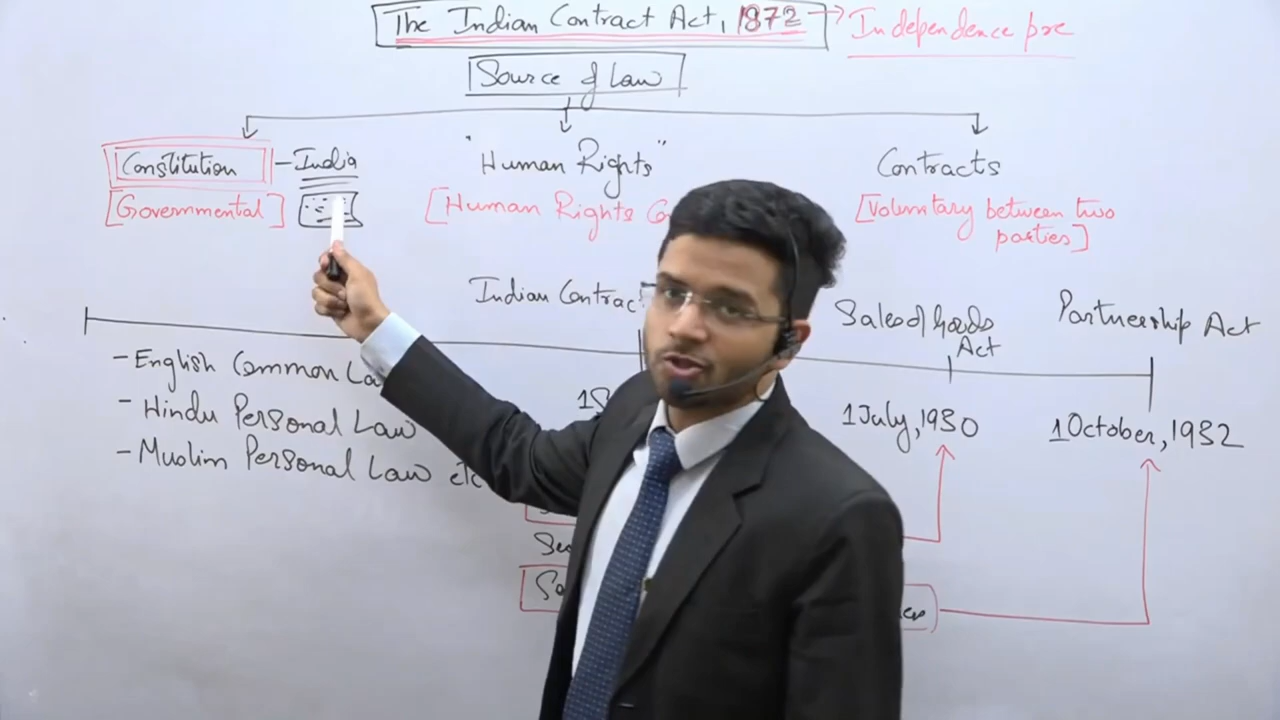 The Indian Contract Act, 1872 → Independence pre
Source of Law
Constitution - India
"Human Rights"
Contracts
[Governmental]
[Human Rights
[Voluntary between two
parties]
Indian Contrac
Sale of Goods
Act
Partnership Act
- English Common
- Hindu Personal Law
- Muslim Personal Law etc
1 July, 1930
1 October, 1932